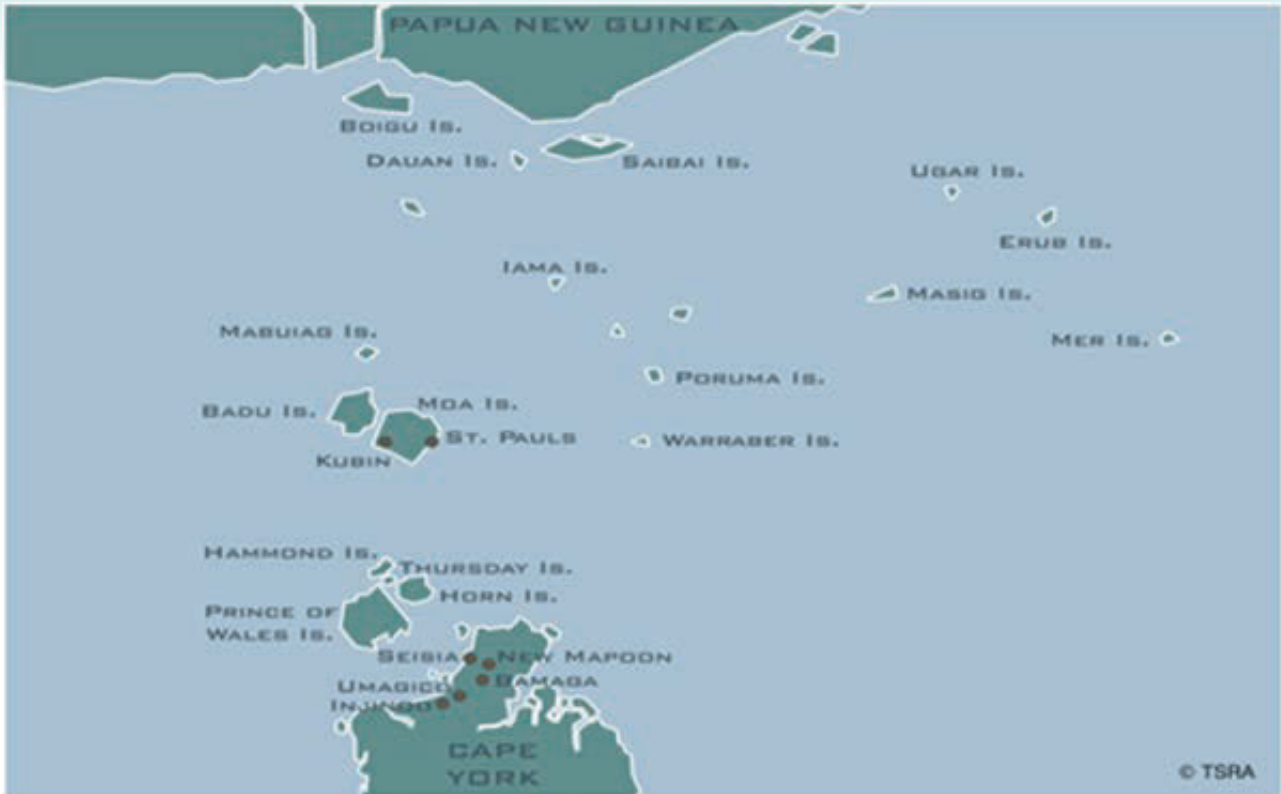 PAPUA NEW GUINEA
BOIGU IS.
DAUAN IS.
SAIBAI IS.
UGAR IS.
ERUB IS.
IAMA IS.
MASIG IS.
MABUIAG IS.
MER IS.
PORUMA IS.
BADU IS.
MOA IS.
ST. PAULS
WARRABER IS.
KUBIN
HAMMOND IS.
THURSDAY IS.
HORN IS.
PRINCE OF
WALES IS.
SEISIA
NEW MAPOON
BAMAGA
UMAGICO
INJINOO
CAPE
YORK
© TSRA